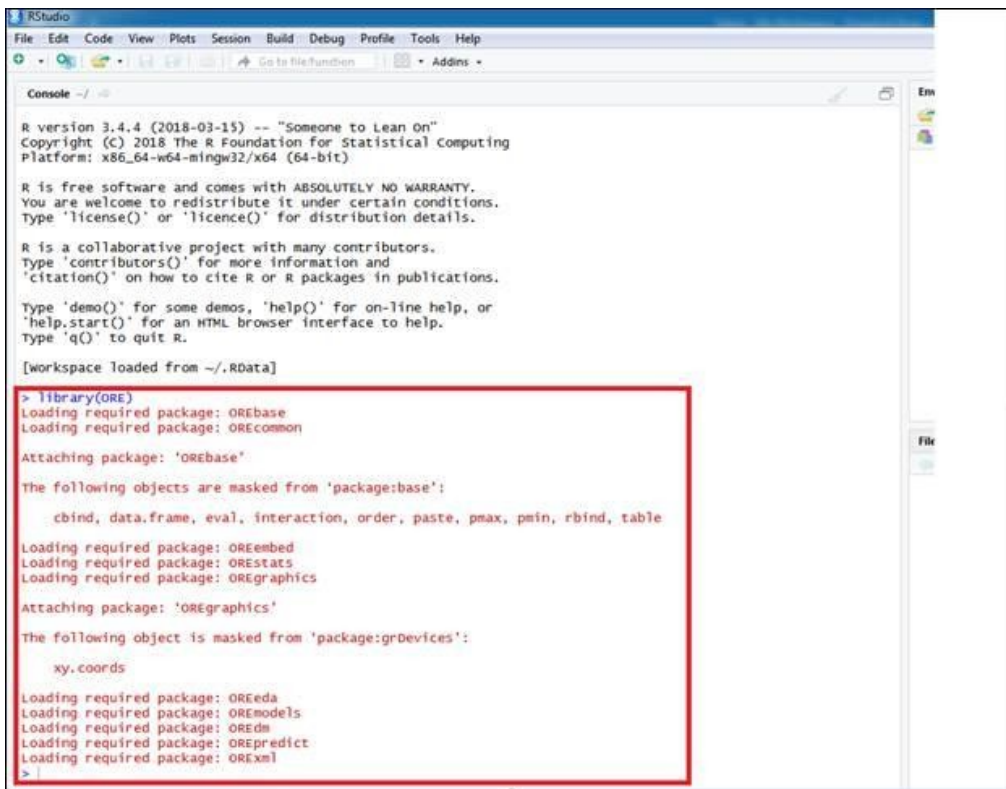 RStudio
File Edit Code View Plots Session Build Debug Profile Tools Help
Go to file/function Addins
Console ~/
R version 3.4.4 (2018-03-15) -- "Someone to Lean On"
Copyright (C) 2018 The R Foundation for Statistical Computing
Platform: x86_64-w64-mingw32/x64 (64-bit)
R is free software and comes with ABSOLUTELY NO WARRANTY.
You are welcome to redistribute it under certain conditions.
Type 'license()' or 'licence()' for distribution details.
R is a collaborative project with many contributors.
Type 'contributors()' for more information and
'citation()' on how to cite R or R packages in publications.
Type 'demo()' for some demos, 'help()' for on-line help, or
'help.start()' for an HTML browser interface to help.
Type 'q()' to quit R.
[Workspace loaded from ~/.RData]
> library(ORE)
Loading required package: OREbase
Loading required package: OREcommon
Attaching package: 'OREbase'
The following objects are masked from 'package:base':
cbind, data.frame, eval, interaction, order, paste, pmax, pmin, rbind, table
Loading required package: OREembed
Loading required package: OREstats
Loading required package: OREgraphics
Attaching package: 'OREgraphics'
The following object is masked from 'package:grDevices':
xy.coords
Loading required package: OREeda
Loading required package: OREmodels
Loading required package: OREdm
Loading required package: OREpredict
Loading required package: ORExml
>
Env
File